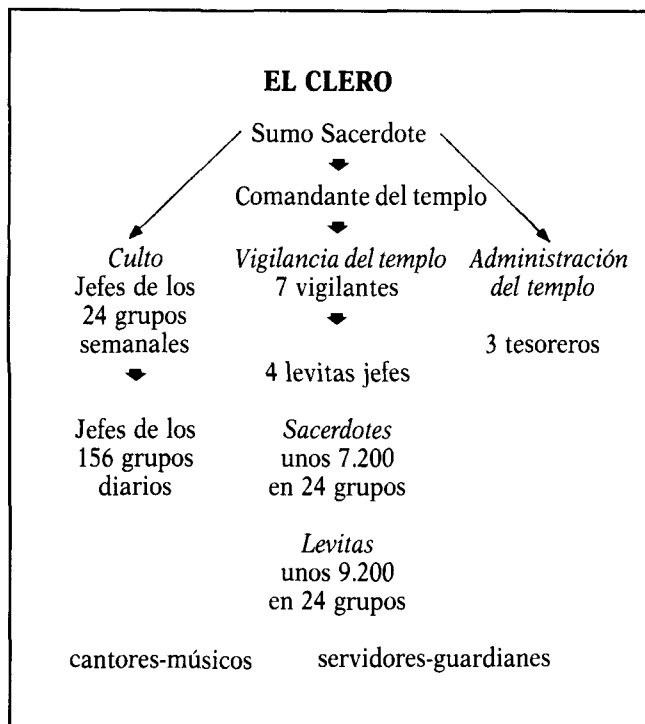 EL CLERO
Sumo Sacerdote
Comandante del templo
Culto
Jefes de los
24 grupos
semanales
Jefes de los
156 grupos
diarios
Vigilancia del templo
7 vigilantes
4 levitas jefes
Sacerdotes
unos 7.200
en 24 grupos
Levitas
unos 9.200
en 24 grupos
Administración
del templo
3 tesoreros
cantores-músicos
servidores-guardianes